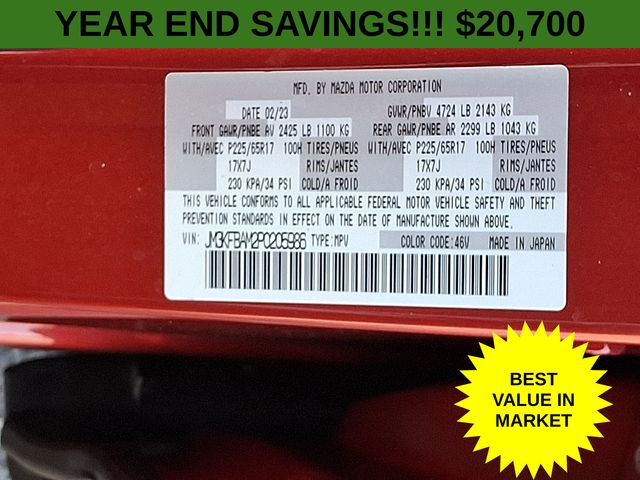 YEAR END SAVINGS!!! $20,700
MFD. BY MAZDA MOTOR CORPORATION
DATE 02/23 GVWR/PNBV 4724 LB 2143 KG
FRONT GAWR/PNBE AV 2425 LB 1100 KG REAR GAWR/PNBE AR 2299 LB 1043 KG
WITH/AVEC P225/65R17 100H TIRES/PNEUS WITH/AVEC P225/65R17 100H TIRES/PNEUS
17X7J RIMS/JANTES 17X7J RIMS/JANTES
230 KPA/34 PSI COLD/A FROID 230 KPA/34 PSI COLD/A FROID
THIS VEHICLE CONFORMS TO ALL APPLICABLE FEDERAL MOTOR VEHICLE SAFETY AND THEFT
PREVENTION STANDARDS IN EFFECT ON THE DATE OF MANUFACTURE SHOWN ABOVE.
VIN: JM3KFBAM2P0205986 TYPE:MPV COLOR CODE:46V MADE IN JAPAN
BEST
VALUE IN
MARKET